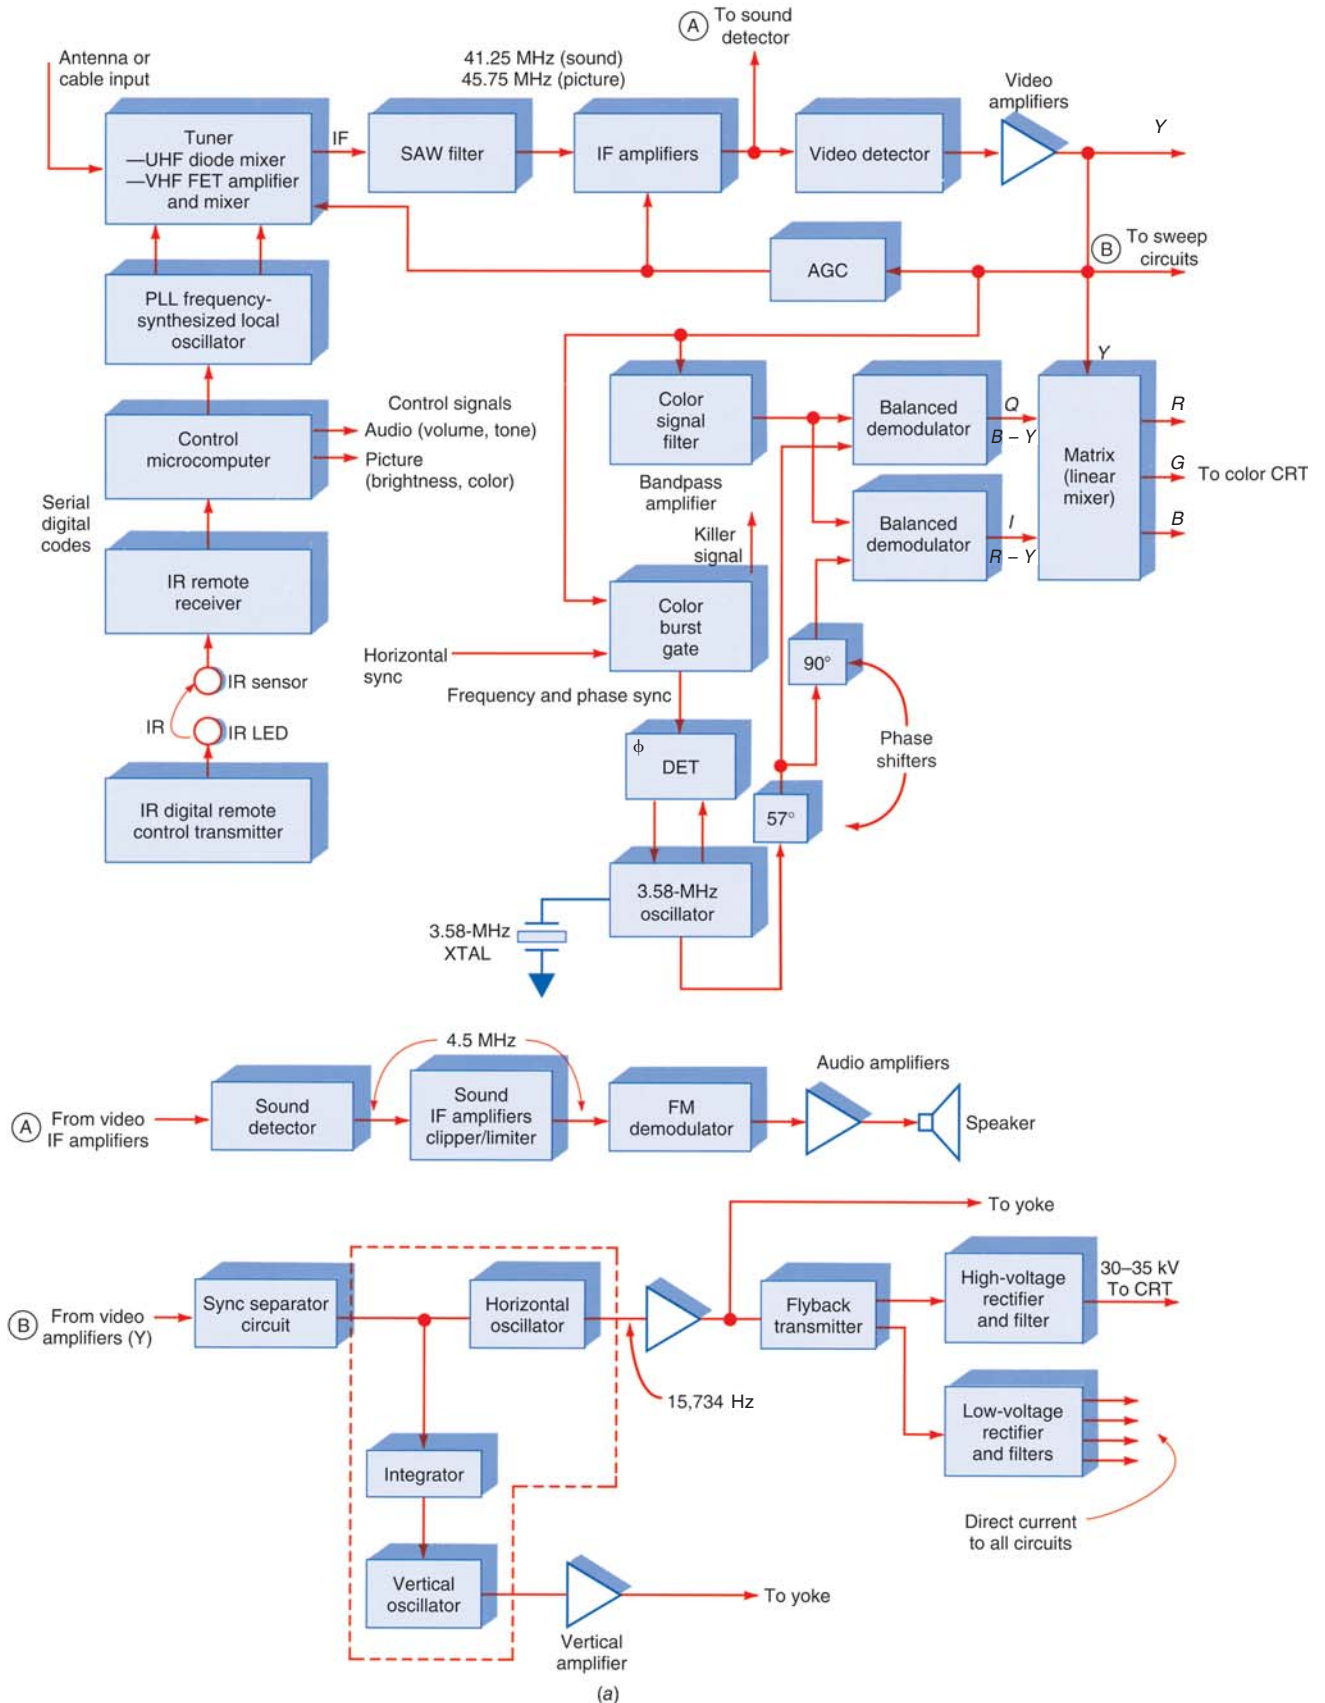 A
To sound
detector
Antenna or
cable input
41.25 MHz (sound)
45.75 MHz (picture)
Video
amplifiers
Tuner
—UHF diode mixer
—VHF FET amplifier
and mixer
IF
SAW filter
IF amplifiers
Video detector
Y
PLL frequency-
synthesized local
oscillator
AGC
B
To sweep
circuits
Y
Control
microcomputer
Control signals
Audio (volume, tone)
Picture
(brightness, color)
Color
signal
filter
Bandpass
amplifier
Balanced
demodulator
Q
B – Y
Balanced
demodulator
I
R – Y
Matrix
(linear
mixer)
R
G
B
To color CRT
Serial
digital
codes
IR remote
receiver
Killer
signal
Color
burst
gate
Horizontal
sync
Frequency and phase sync
90°
Phase
shifters
IR sensor
IR
IR LED
ϕ
DET
57°
IR digital remote
control transmitter
3.58-MHz
oscillator
3.58-MHz
XTAL
4.5 MHz
A
From video
IF amplifiers
Sound
detector
Sound
IF amplifiers
clipper/limiter
FM
demodulator
Audio amplifiers
Speaker
To yoke
B
From video
amplifiers (Y)
Sync separator
circuit
Horizontal
oscillator
15,734 Hz
Flyback
transmitter
High-voltage
rectifier
and filter
30–35 kV
To CRT
Low-voltage
rectifier
and filters
Direct current
to all circuits
Integrator
Vertical
oscillator
Vertical
amplifier
To yoke
(a)